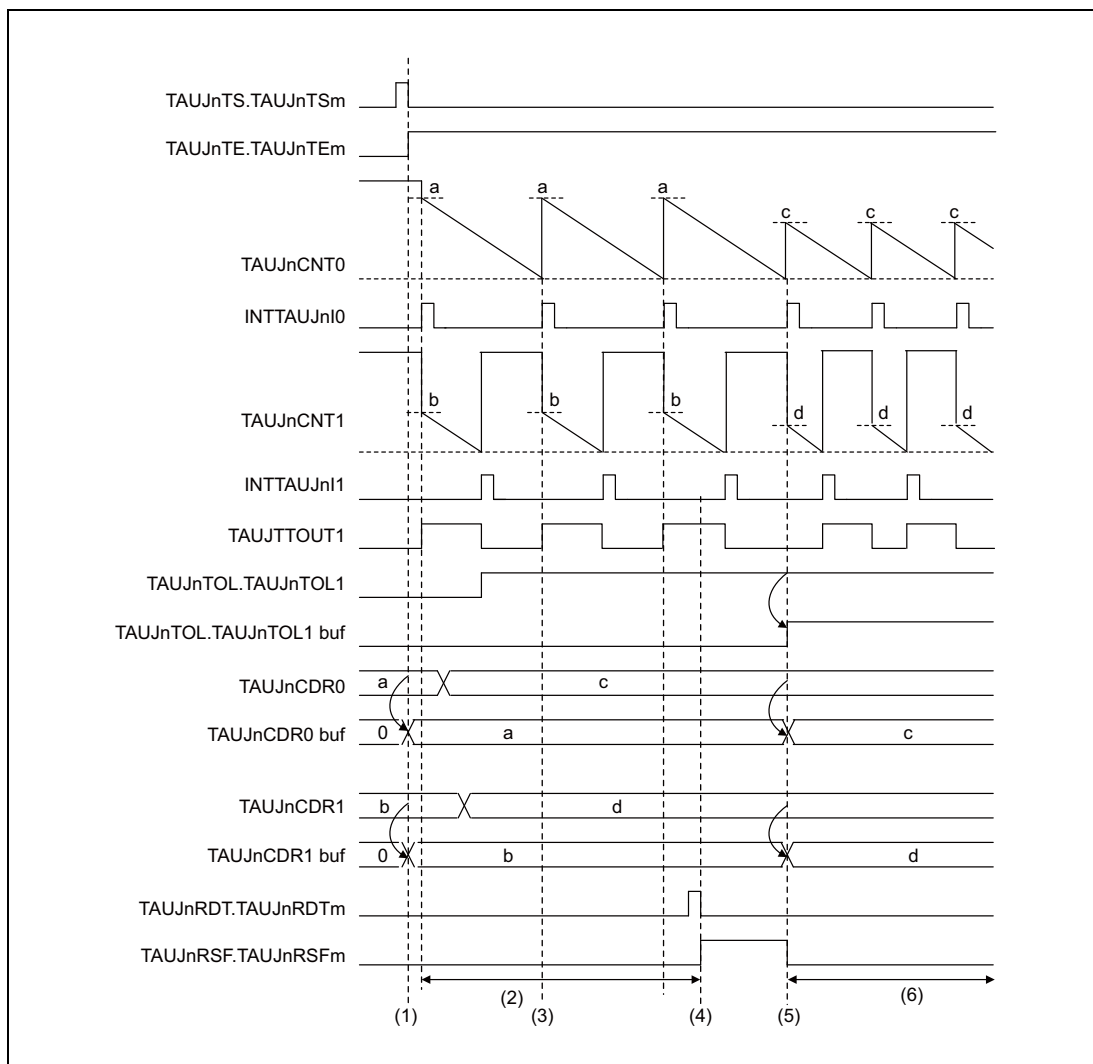 TAUJnTS.TAUJnTSm
TAUJnTE.TAUJnTEm
a a a
c c c
TAUJnCNT0
INTTAUJnI0
b b b
d d d
TAUJnCNT1
INTTAUJnI1
TAUJTTOUT1
TAUJnTOL.TAUJnTOL1
TAUJnTOL.TAUJnTOL1 buf
TAUJnCDR0 a c
TAUJnCDR0 buf 0 a c
TAUJnCDR1 b d
TAUJnCDR1 buf 0 b d
TAUJnRDT.TAUJnRDTm
TAUJnRSF.TAUJnRSFm
(2) (6)
(1) (3) (4) (5)